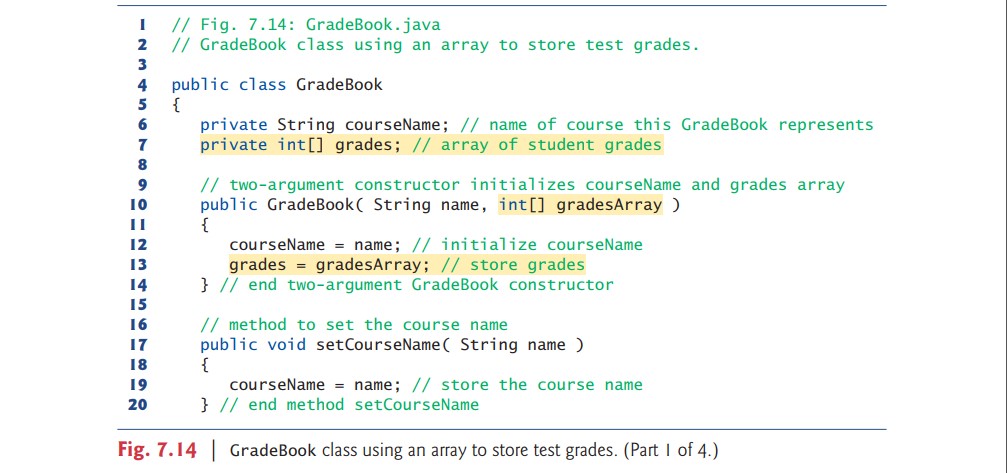 1 // Fig. 7.14: GradeBook.java
2 // GradeBook class using an array to store test grades.
3
4 public class GradeBook
5 {
6 private String courseName; // name of course this GradeBook represents
7 private int[] grades; // array of student grades
8
9 // two-argument constructor initializes courseName and grades array
10 public GradeBook( String name, int[] gradesArray )
11 {
12 courseName = name; // initialize courseName
13 grades = gradesArray; // store grades
14 } // end two-argument GradeBook constructor
15
16 // method to set the course name
17 public void setCourseName( String name )
18 {
19 courseName = name; // store the course name
20 } // end method setCourseName
Fig. 7.14 | GradeBook class using an array to store test grades. (Part 1 of 4.)